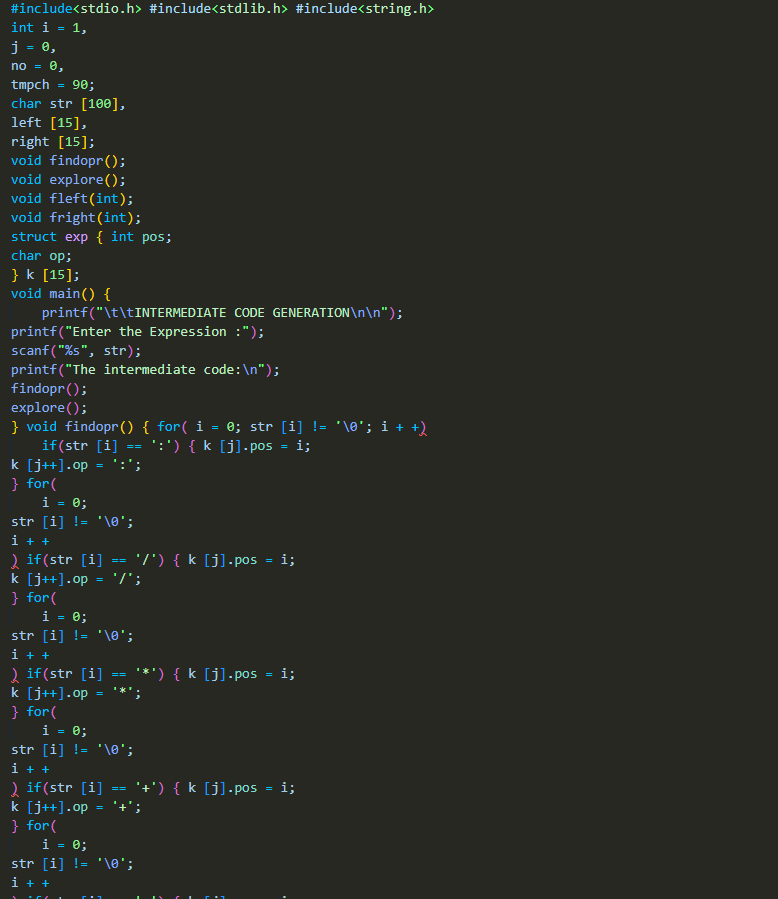 #include<stdio.h> #include<stdlib.h> #include<string.h>
int i = 1,
j = 0,
no = 0,
tmpch = 90;
char str [100],
left [15],
right [15];
void findopr();
void explore();
void fleft(int);
void fright(int);
struct exp { int pos;
char op;
} k [15];
void main() {
    printf("\t\tINTERMEDIATE CODE GENERATION\n\n");
printf("Enter the Expression :");
scanf("%s", str);
printf("The intermediate code:\n");
findopr();
explore();
} void findopr() { for( i = 0; str [i] != '\0'; i + +)
    if(str [i] == ':') { k [j].pos = i;
k [j++].op = ':';
} for(
    i = 0;
str [i] != '\0';
i + +
) if(str [i] == '/') { k [j].pos = i;
k [j++].op = '/';
} for(
    i = 0;
str [i] != '\0';
i + +
) if(str [i] == '*') { k [j].pos = i;
k [j++].op = '*';
} for(
    i = 0;
str [i] != '\0';
i + +
) if(str [i] == '+') { k [j].pos = i;
k [j++].op = '+';
} for(
    i = 0;
str [i] != '\0';
i + +